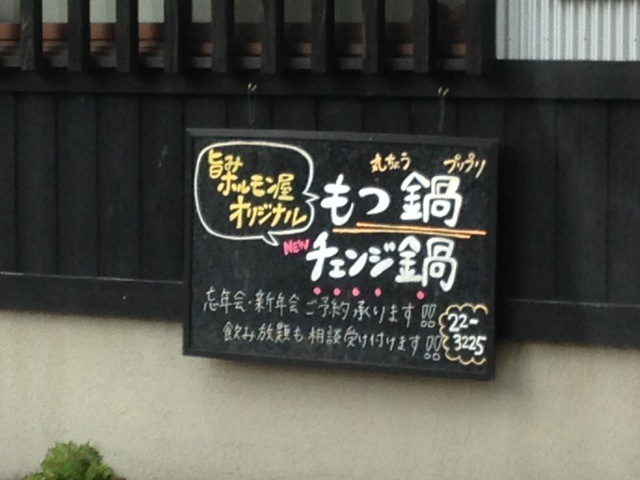 旨み
ホルモン屋
オリジナル
丸ちょう プリプリ
もつ鍋
NEW チェンジ鍋
忘年会・新年会ご予約承ります!!
飲み放題も相談受け付けます!!
22-
3225